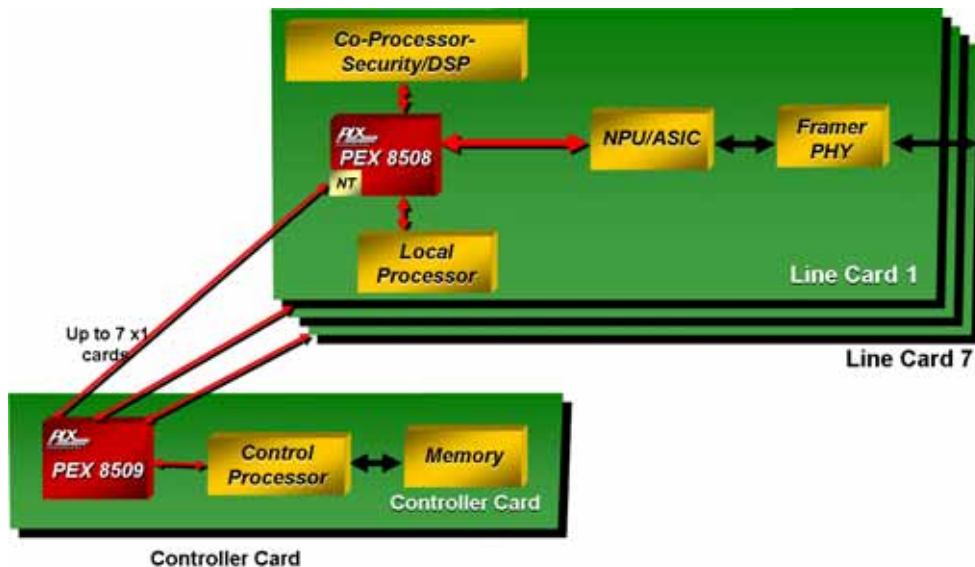 Co-Processor-
Security/DSP
PLX
PEX 8508
NT
NPU/ASIC
Framer
PHY
Local
Processor
Line Card 1
Up to 7 x1
cards
Line Card 7
PLX
PEX 8509
Control
Processor
Memory
Controller Card
Controller Card